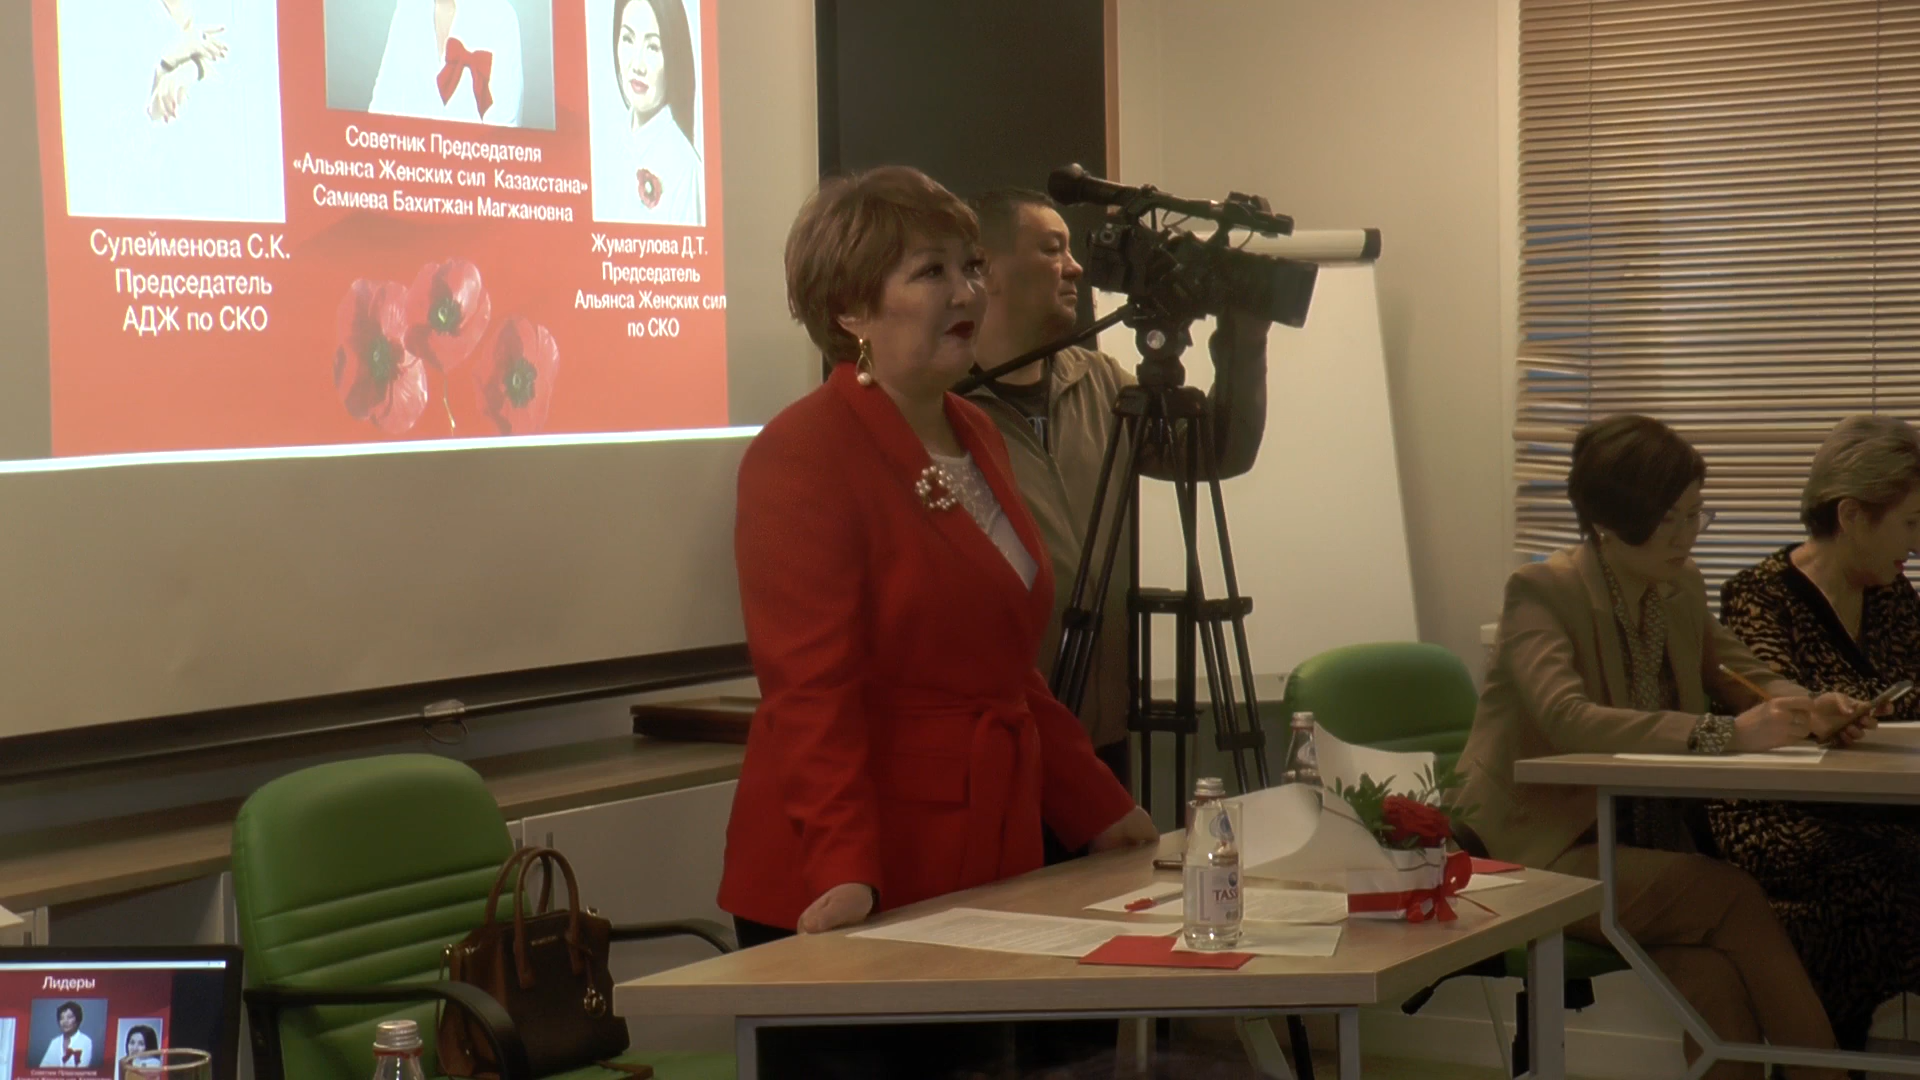 Советник Председателя
«Альянса Женских сил Казахстана»
Самиева Бахитжан Магжановна
Сулейменова С.К.
Председатель
АДЖ по СКО
Жумагулова Д.Т.
Председатель
Альянса Женских сил
по СКО
TASS
Лидеры